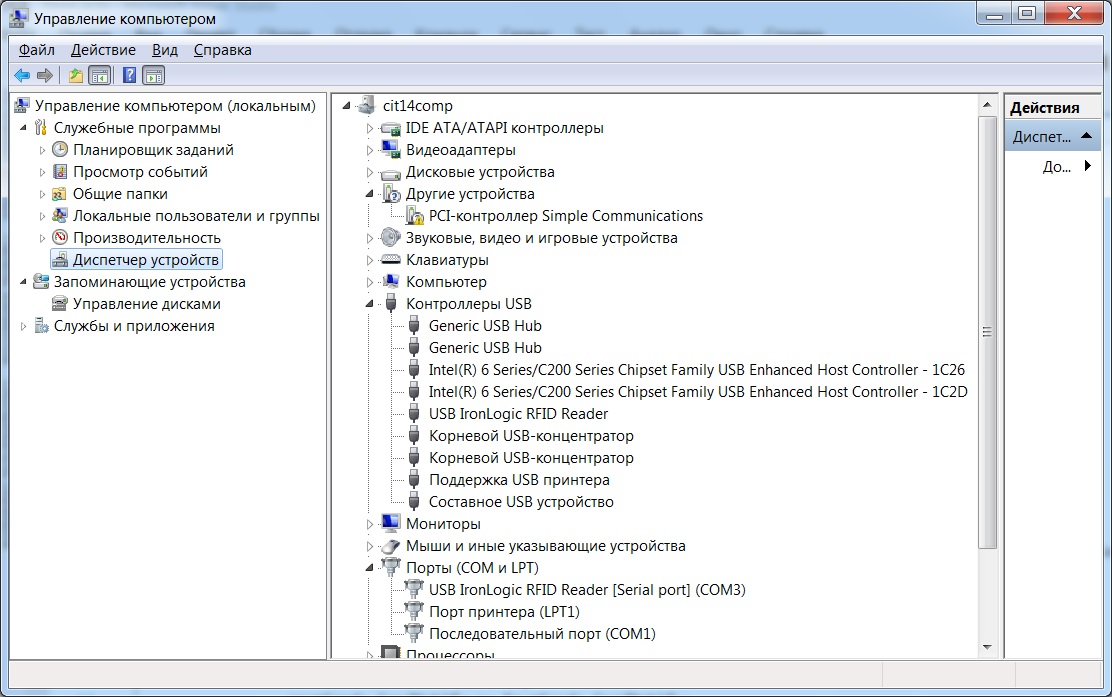 Управление компьютером
Файл Действие Вид Справка
Управление компьютером (локальным)
Служебные программы
Планировщик заданий
Просмотр событий
Общие папки
Локальные пользователи и группы
Производительность
Диспетчер устройств
Запоминающие устройства
Управление дисками
Службы и приложения
cit14comp
IDE ATA/ATAPI контроллеры
Видеоадаптеры
Дисковые устройства
Другие устройства
PCI-контроллер Simple Communications
Звуковые, видео и игровые устройства
Клавиатуры
Компьютер
Контроллеры USB
Generic USB Hub
Generic USB Hub
Intel(R) 6 Series/C200 Series Chipset Family USB Enhanced Host Controller - 1C26
Intel(R) 6 Series/C200 Series Chipset Family USB Enhanced Host Controller - 1C2D
USB IronLogic RFID Reader
Корневой USB-концентратор
Корневой USB-концентратор
Поддержка USB принтера
Составное USB устройство
Мониторы
Мыши и иные указывающие устройства
Порты (COM и LPT)
USB IronLogic RFID Reader [Serial port] (COM3)
Порт принтера (LPT1)
Последовательный порт (COM1)
Процессоры
Действия
Диспет...
До...